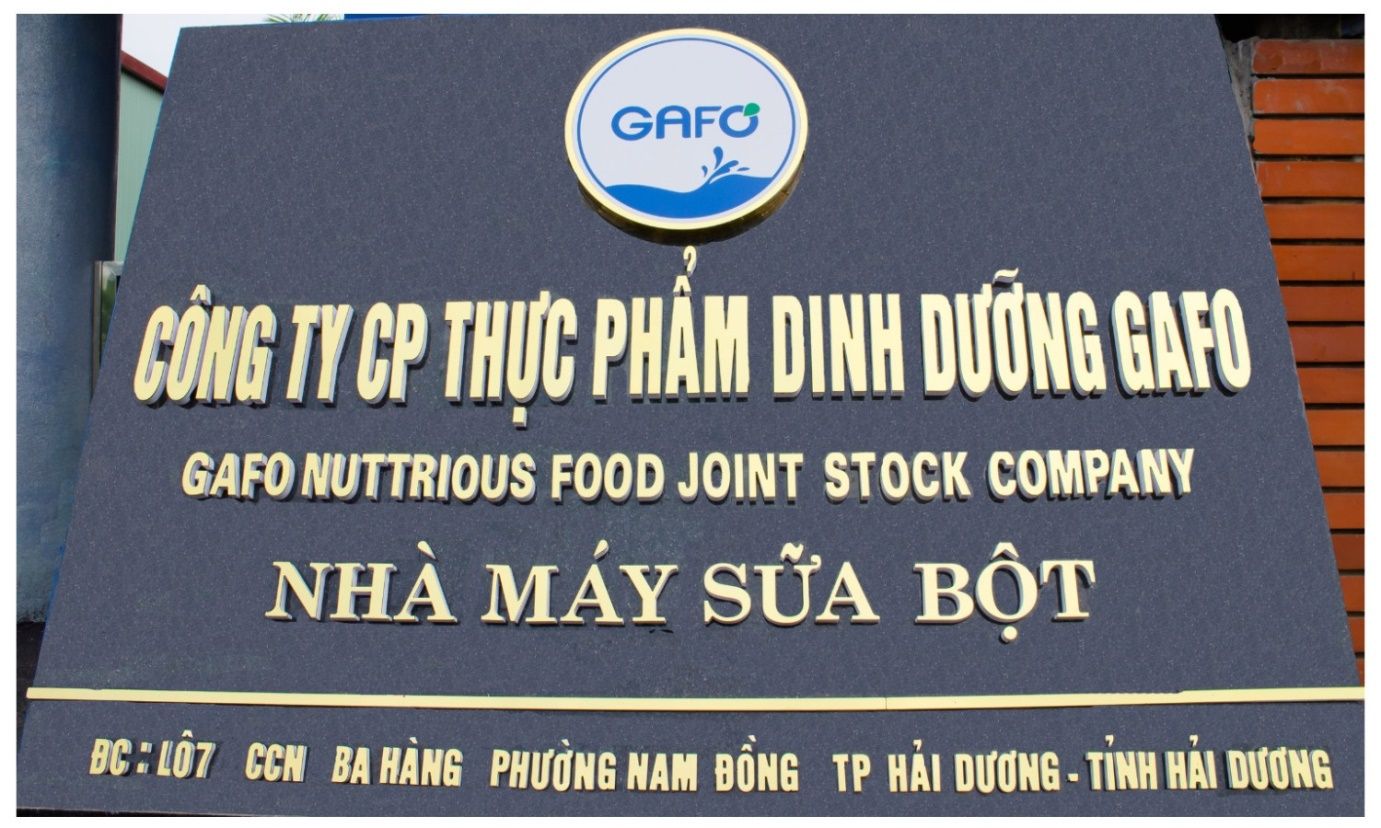 GAFO
CÔNG TY CP THỰC PHẨM DINH DƯỠNG GAFO
GAFO NUTTRIOUS FOOD JOINT STOCK COMPANY
NHÀ MÁY SỮA BỘT
ĐC : LÔ7 CCN BA HÀNG PHƯỜNG NAM ĐỒNG TP HẢI DƯƠNG - TỈNH HẢI DƯƠNG